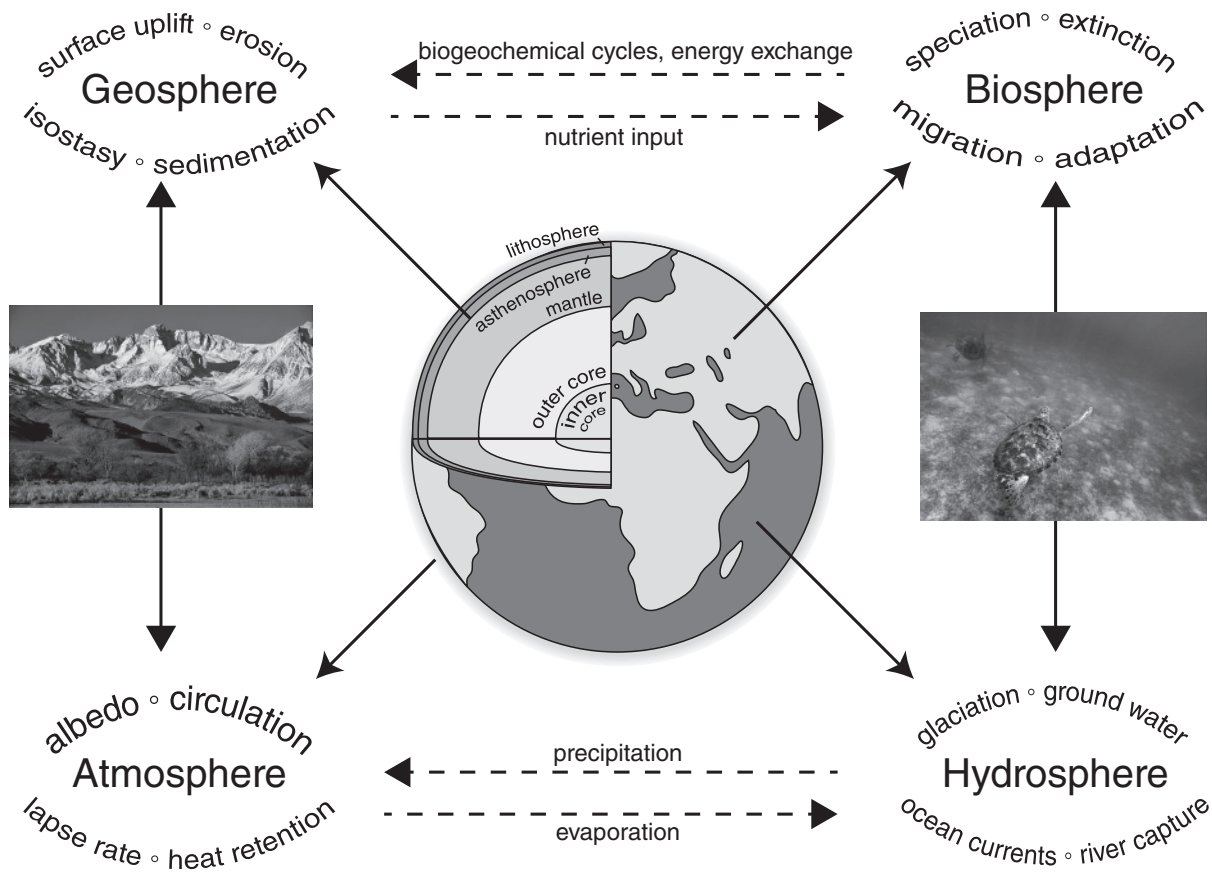 surface uplift ◦ erosion
Geosphere
isostasy ◦ sedimentation
biogeochemical cycles, energy exchange
nutrient input
speciation ◦ extinction
Biosphere
migration ◦ adaptation
lithosphere
asthenosphere
mantle
outer core
inner
core
albedo ◦ circulation
Atmosphere
lapse rate ◦ heat retention
precipitation
evaporation
glaciation ◦ ground water
Hydrosphere
ocean currents ◦ river capture